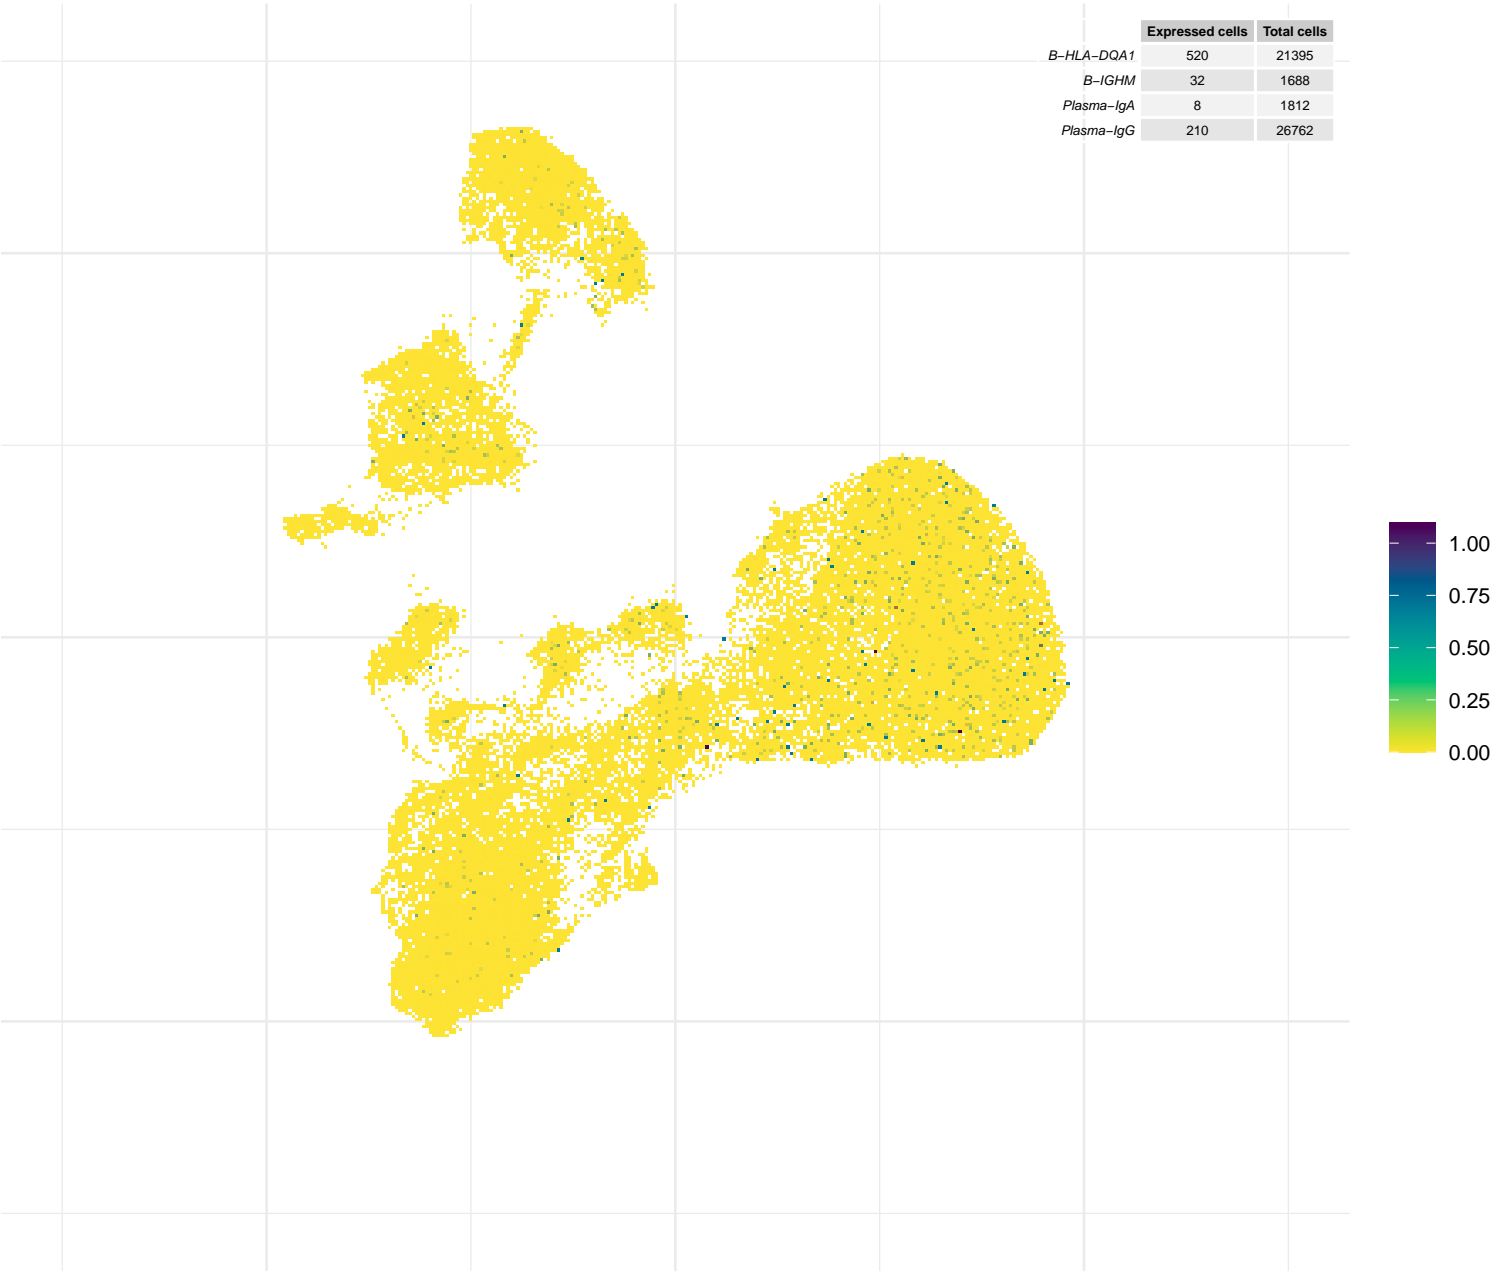 Expressed cells Total cells
B−HLA−DQA1 520 21395
B−IGHM 32 1688
Plasma−IgA 8 1812
Plasma−IgG 210 26762
1.00
0.75
0.50
0.25
0.00